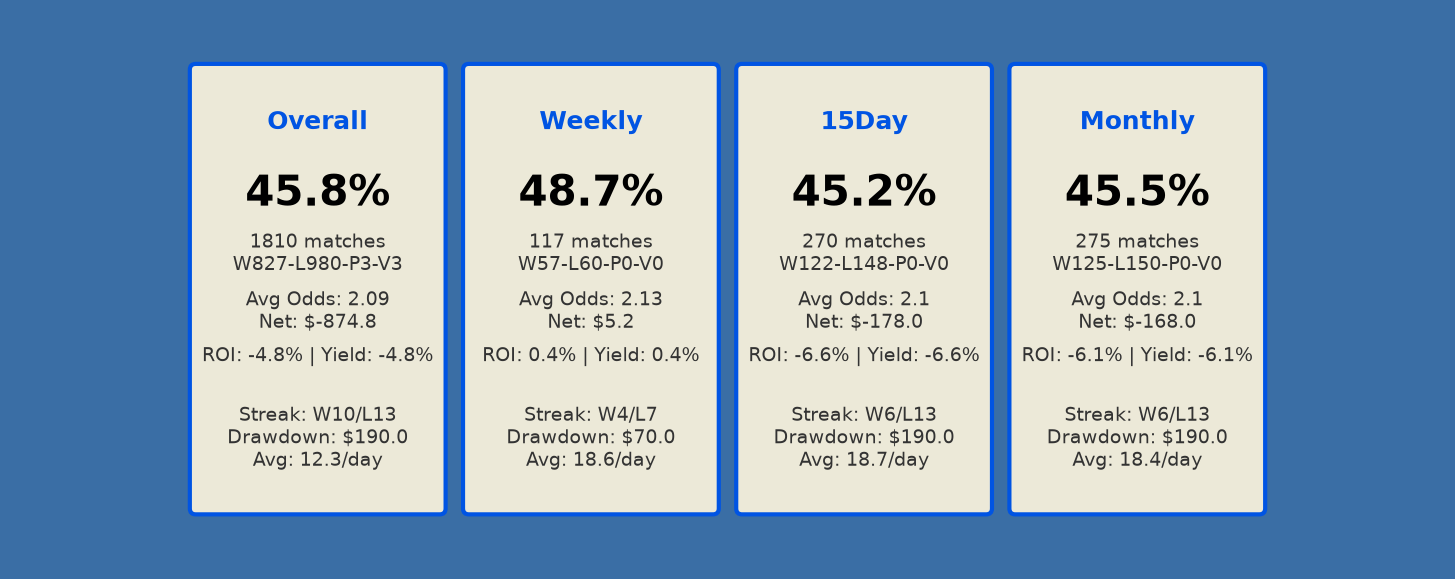 Overall
45.8%
1810 matches
W827-L980-P3-V3
Avg Odds: 2.09
Net: $-874.8
ROI: -4.8% | Yield: -4.8%
Streak: W10/L13
Drawdown: $190.0
Avg: 12.3/day
Weekly
48.7%
117 matches
W57-L60-P0-V0
Avg Odds: 2.13
Net: $5.2
ROI: 0.4% | Yield: 0.4%
Streak: W4/L7
Drawdown: $70.0
Avg: 18.6/day
15Day
45.2%
270 matches
W122-L148-P0-V0
Avg Odds: 2.1
Net: $-178.0
ROI: -6.6% | Yield: -6.6%
Streak: W6/L13
Drawdown: $190.0
Avg: 18.7/day
Monthly
45.5%
275 matches
W125-L150-P0-V0
Avg Odds: 2.1
Net: $-168.0
ROI: -6.1% | Yield: -6.1%
Streak: W6/L13
Drawdown: $190.0
Avg: 18.4/day